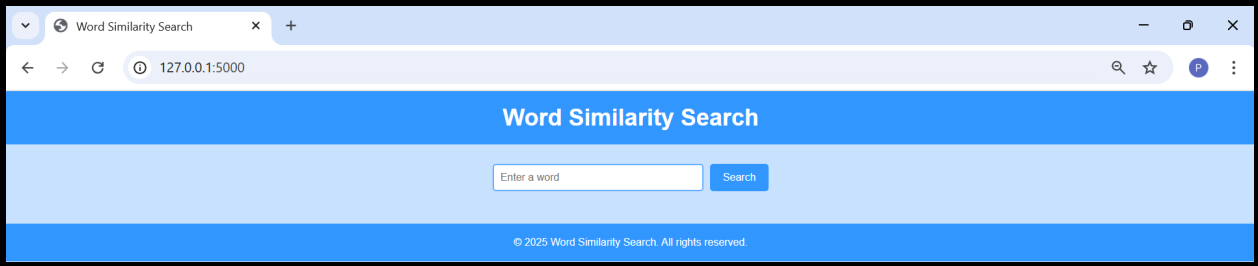 Word Similarity Search
127.0.0.1:5000
P
Word Similarity Search
Enter a word Search
© 2025 Word Similarity Search. All rights reserved.